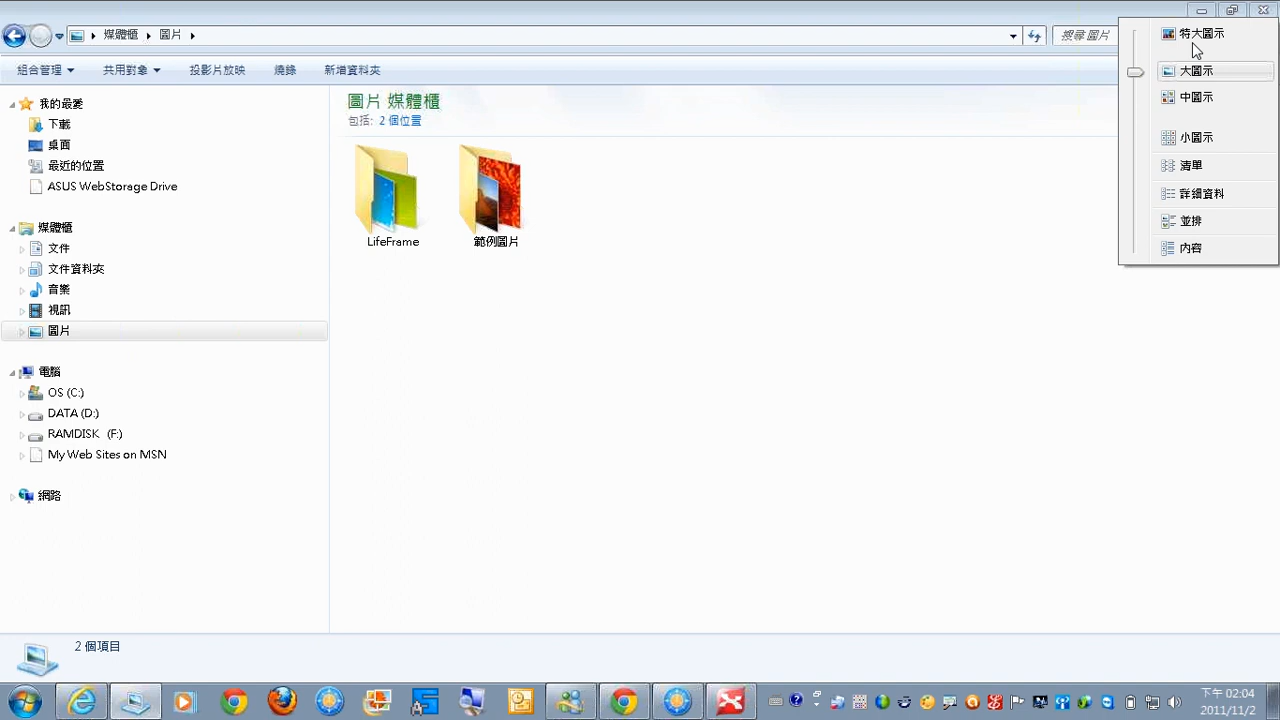 媒體櫃 圖片
搜尋 圖片
組合管理 共用對象 投影片放映 燒錄 新增資料夾
特大圖示
大圖示
中圖示
小圖示
清單
詳細資料
並排
內容
我的最愛
下載
桌面
最近的位置
ASUS WebStorage Drive
媒體櫃
文件
文件資料夾
音樂
視訊
圖片
電腦
OS (C:)
DATA (D:)
RAMDISK (F:)
My Web Sites on MSN
網路
圖片 媒體櫃
包括: 2 個位置
LifeFrame
範例圖片
2 個項目
下午 02:04
2011/11/2